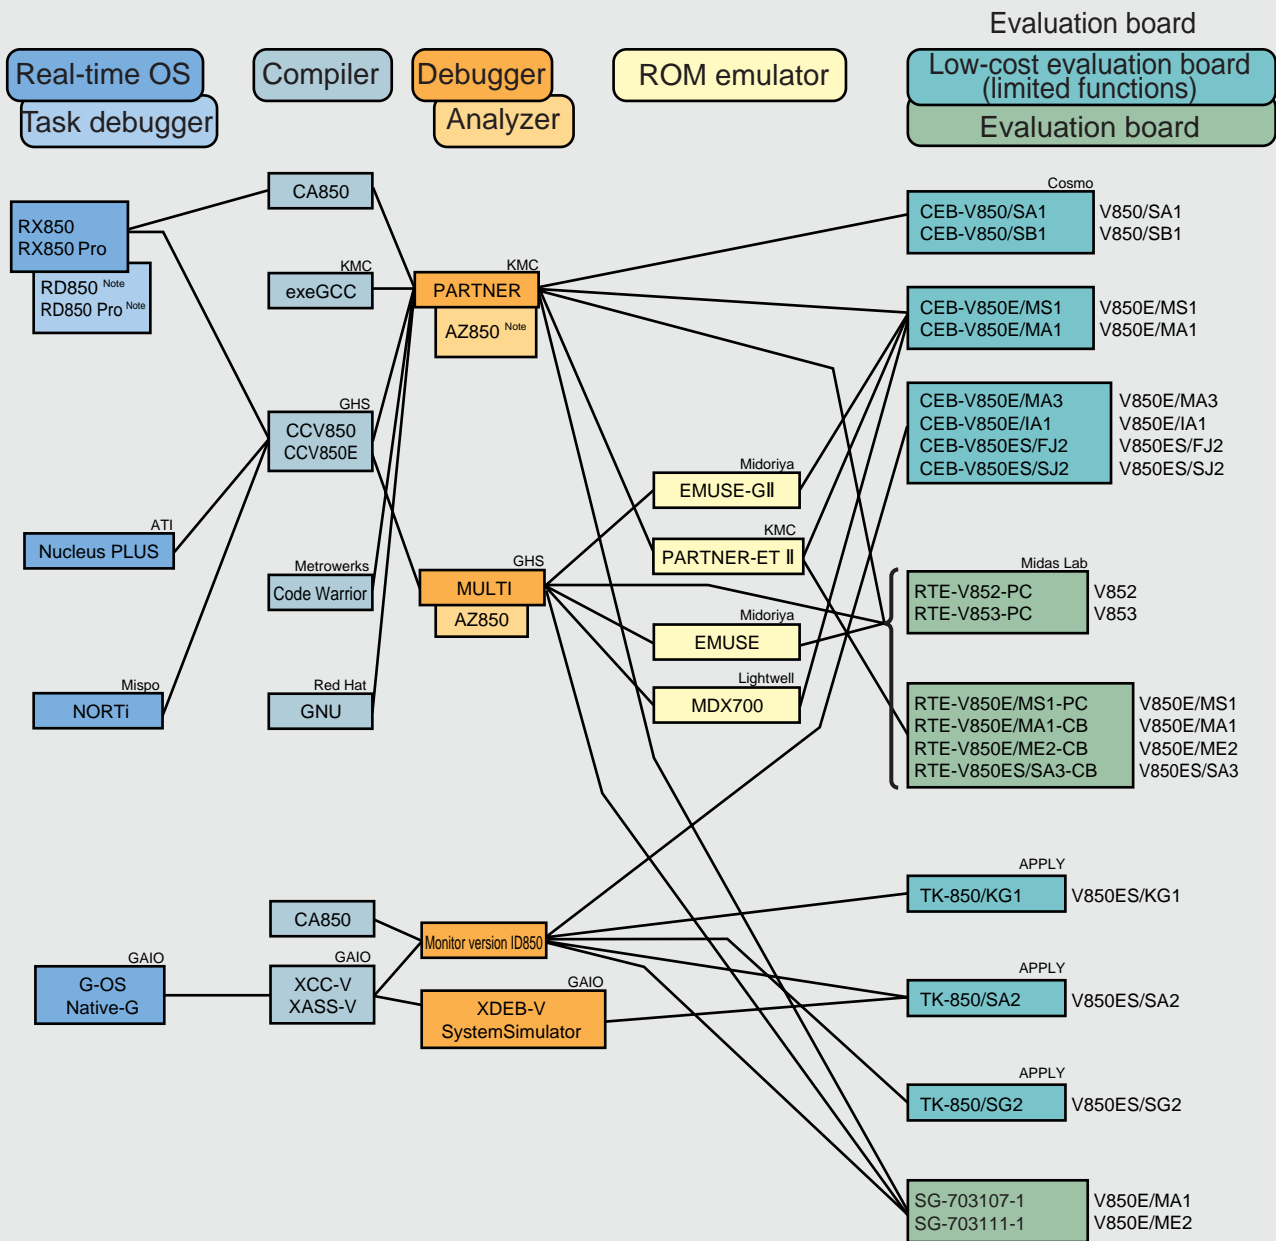 Evaluation board
Real-time OS
Task debugger
Compiler
Debugger
Analyzer
ROM emulator
Low-cost evaluation board
(limited functions)
Evaluation board
RX850
RX850 Pro
RD850 Note
RD850 Pro Note
ATI
Nucleus PLUS
Mispo
NORTi
GAIO
G-OS
Native-G
CA850
KMC
exeGCC
GHS
CCV850
CCV850E
Metrowerks
Code Warrior
Red Hat
GNU
CA850
GAIO
XCC-V
XASS-V
KMC
PARTNER
AZ850 Note
GHS
MULTI
AZ850
Monitor version ID850
GAIO
XDEB-V
SystemSimulator
Midoriya
EMUSE-GⅡ
KMC
PARTNER-ET Ⅱ
Midoriya
EMUSE
Lightwell
MDX700
Cosmo
CEB-V850/SA1 V850/SA1
CEB-V850/SB1 V850/SB1
CEB-V850E/MS1 V850E/MS1
CEB-V850E/MA1 V850E/MA1
CEB-V850E/MA3 V850E/MA3
CEB-V850E/IA1 V850E/IA1
CEB-V850ES/FJ2 V850ES/FJ2
CEB-V850ES/SJ2 V850ES/SJ2
Midas Lab
RTE-V852-PC V852
RTE-V853-PC V853
RTE-V850E/MS1-PC V850E/MS1
RTE-V850E/MA1-CB V850E/MA1
RTE-V850E/ME2-CB V850E/ME2
RTE-V850ES/SA3-CB V850ES/SA3
APPLY
TK-850/KG1 V850ES/KG1
APPLY
TK-850/SA2 V850ES/SA2
APPLY
TK-850/SG2 V850ES/SG2
SG-703107-1 V850E/MA1
SG-703111-1 V850E/ME2